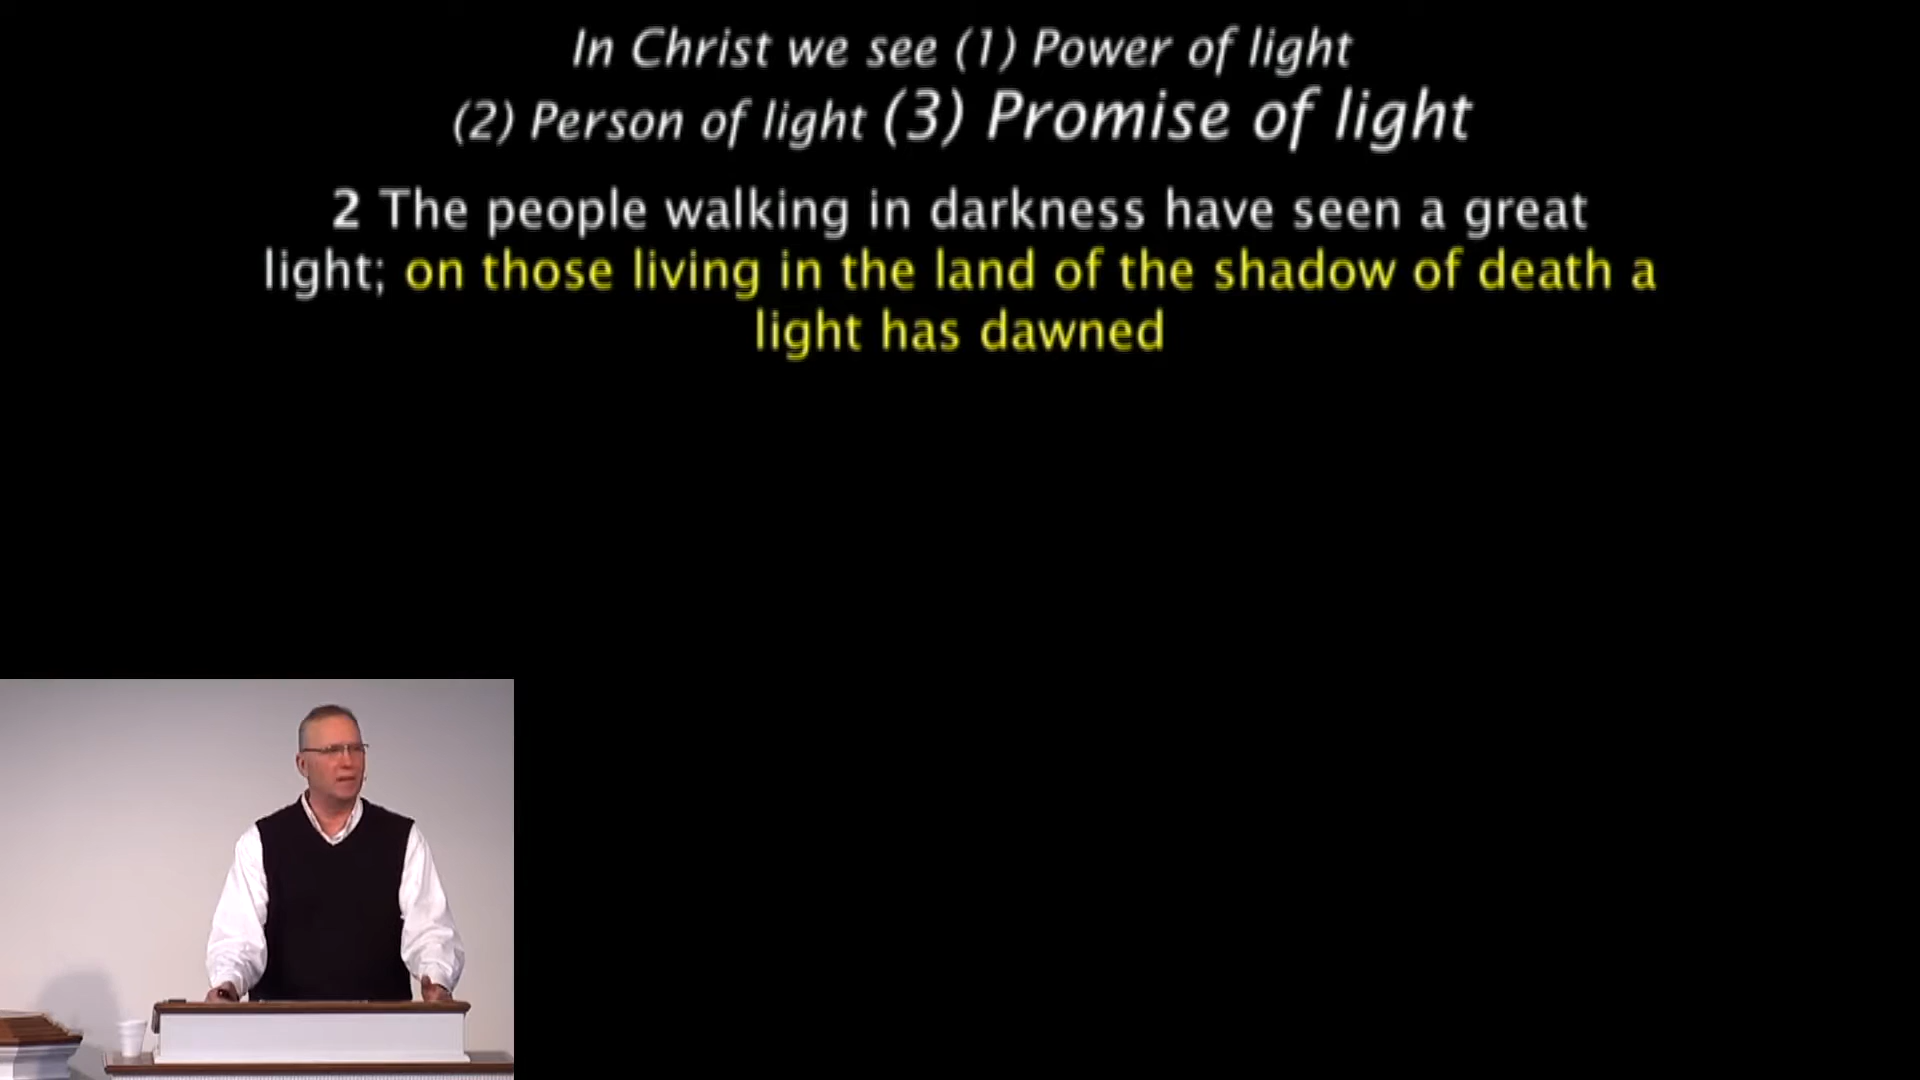 In Christ we see (1) Power of light
(2) Person of light (3) Promise of light
2 The people walking in darkness have seen a great
light; on those living in the land of the shadow of death a
light has dawned